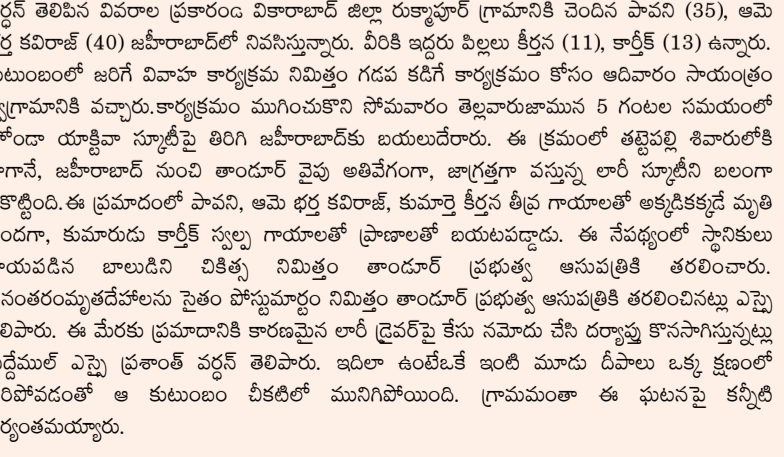 ర్ధన్ తెలిపిన వివరాల ప్రకారండ వికారాబాద్ జిల్లా రుక్మాపూర్ గ్రామానికి చెందిన పావని (35), ఆమె
ర్త కవిరాజ్ (40) జహీరాబాద్‌లో నివసిస్తున్నారు. వీరికి ఇద్దరు పిల్లలు కీర్తన (11), కార్తీక్ (13) ఉన్నారు.
టుంబంలో జరిగే వివాహ కార్యక్రమ నిమిత్తం గడప కడిగే కార్యక్రమం కోసం ఆదివారం సాయంత్రం
గ్రామానికి వచ్చారు.కార్యక్రమం ముగించుకొని సోమవారం తెల్లవారుజామున 5 గంటల సమయంలో
ోండా యాక్టివా స్కూటీపై తిరిగి జహీరాబాద్‌కు బయలుదేరారు. ఈ క్రమంలో తట్టెపల్లి శివారులోకి
ాగానే, జహీరాబాద్ నుంచి తాండూర్ వైపు అతివేగంగా, జాగ్రత్తగా వస్తున్న లారీ స్కూటీని బలంగా
కొట్టింది.ఈ ప్రమాదంలో పావని, ఆమె భర్త కవిరాజ్, కుమార్తె కీర్తన తీవ్ర గాయాలతో అక్కడికక్కడే మృతి
ందగా, కుమారుడు కార్తీక్ స్వల్ప గాయాలతో ప్రాణాలతో బయటపడ్డాడు. ఈ నేపథ్యంలో స్థానికులు
ాయపడిన బాలుడిని చికిత్స నిమిత్తం తాండూర్ ప్రభుత్వ ఆసుపత్రికి తరలించారు.
నంతరంమృతదేహాలను సైతం పోస్టుమార్టం నిమిత్తం తాండూర్ ప్రభుత్వ ఆసుపత్రికి తరలించినట్లు ఎస్సై
లిపారు. ఈ మేరకు ప్రమాదానికి కారణమైన లారీ డ్రైవర్‌పై కేసు నమోదు చేసి దర్యాప్తు కొనసాగిస్తున్నట్లు
ద్దేముల్ ఎస్సై ప్రశాంత్ వర్ధన్ తెలిపారు. ఇదిలా ఉంటేఒకే ఇంటి మూడు దీపాలు ఒక్క క్షణంలో
రిపోవడంతో ఆ కుటుంబం చీకటిలో మునిగిపోయింది. గ్రామమంతా ఈ ఘటనపై కన్నీటి
ర్యంతమయ్యారు.